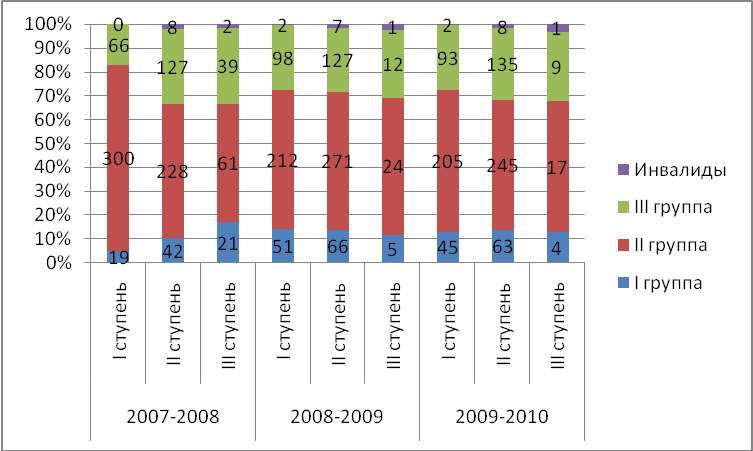 100%
90%
80%
70%
60%
50%
40%
30%
20%
10%
0%
0 8 2 2 7 1 2 8 1
66 127 39 98 127 12 93 135 9
300 228 61 212 271 24 205 245 17
19 42 21 51 66 5 45 63 4
I ступень II ступень III ступень I ступень II ступень III ступень I ступень II ступень III ступень
2007-2008 2008-2009 2009-2010
Инвалиды
III группа
II группа
I группа